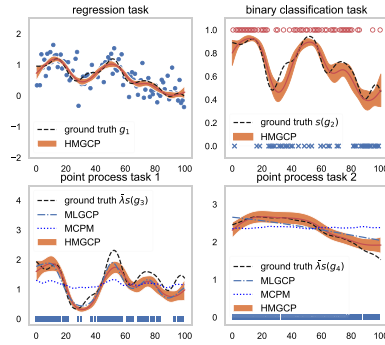 regression task
binary classification task
2
1
0
−1
−2
0 20 40 60 80 100
ground truth g1
HMGCP
1.0
0.8
0.6
0.4
0.2
0.0
0 20 40 60 80 100
ground truth s(g2)
HMGCP
point process task 1
point process task 2
4
3
2
1
0
0 20 40 60 80 100
ground truth λ̄s(g3)
MLGCP
MCPM
HMGCP
3
2
1
0
0 20 40 60 80 100
ground truth λ̄s(g4)
MLGCP
MCPM
HMGCP